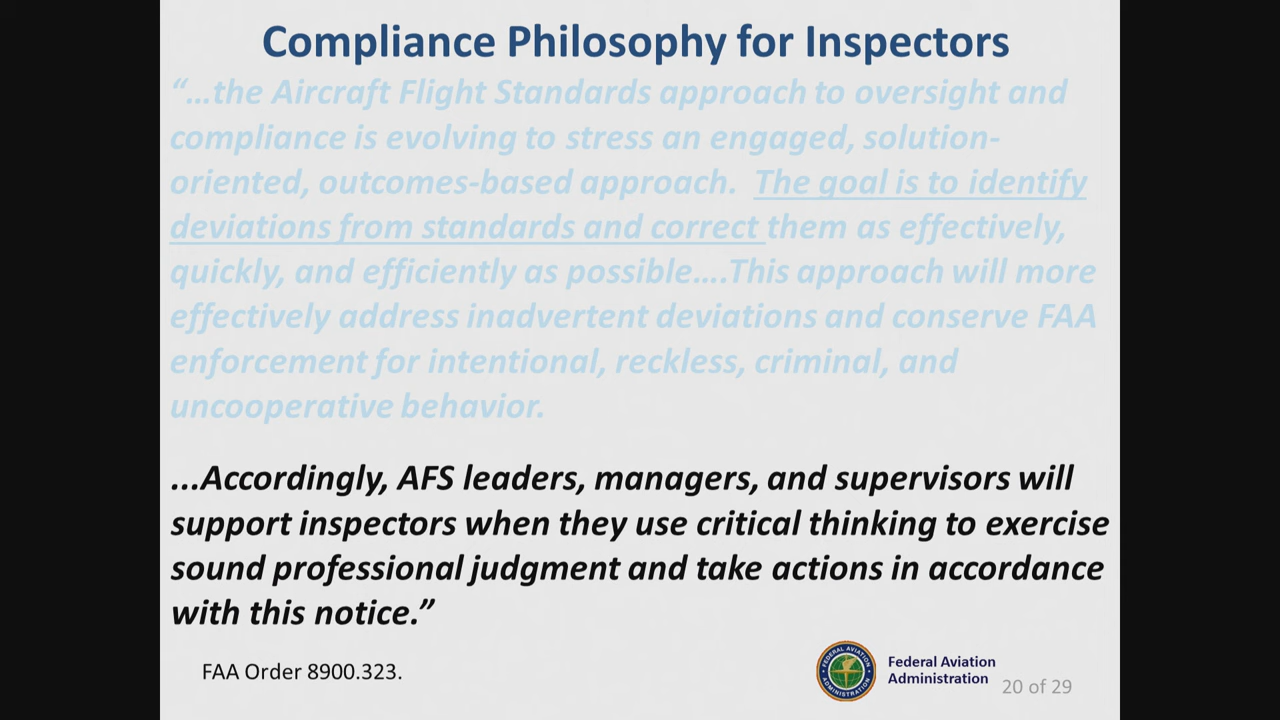 Compliance Philosophy for Inspectors
“...the Aircraft Flight Standards approach to oversight and
compliance is evolving to stress an engaged, solution-
oriented, outcomes-based approach.  The goal is to identify
deviations from standards and correct them as effectively,
quickly, and efficiently as possible....This approach will more
effectively address inadvertent deviations and conserve FAA
enforcement for intentional, reckless, criminal, and
uncooperative behavior.
...Accordingly, AFS leaders, managers, and supervisors will
support inspectors when they use critical thinking to exercise
sound professional judgment and take actions in accordance
with this notice.”
FAA Order 8900.323.
FEDERAL AVIATION
ADMINISTRATION
Federal Aviation
Administration
20 of 29